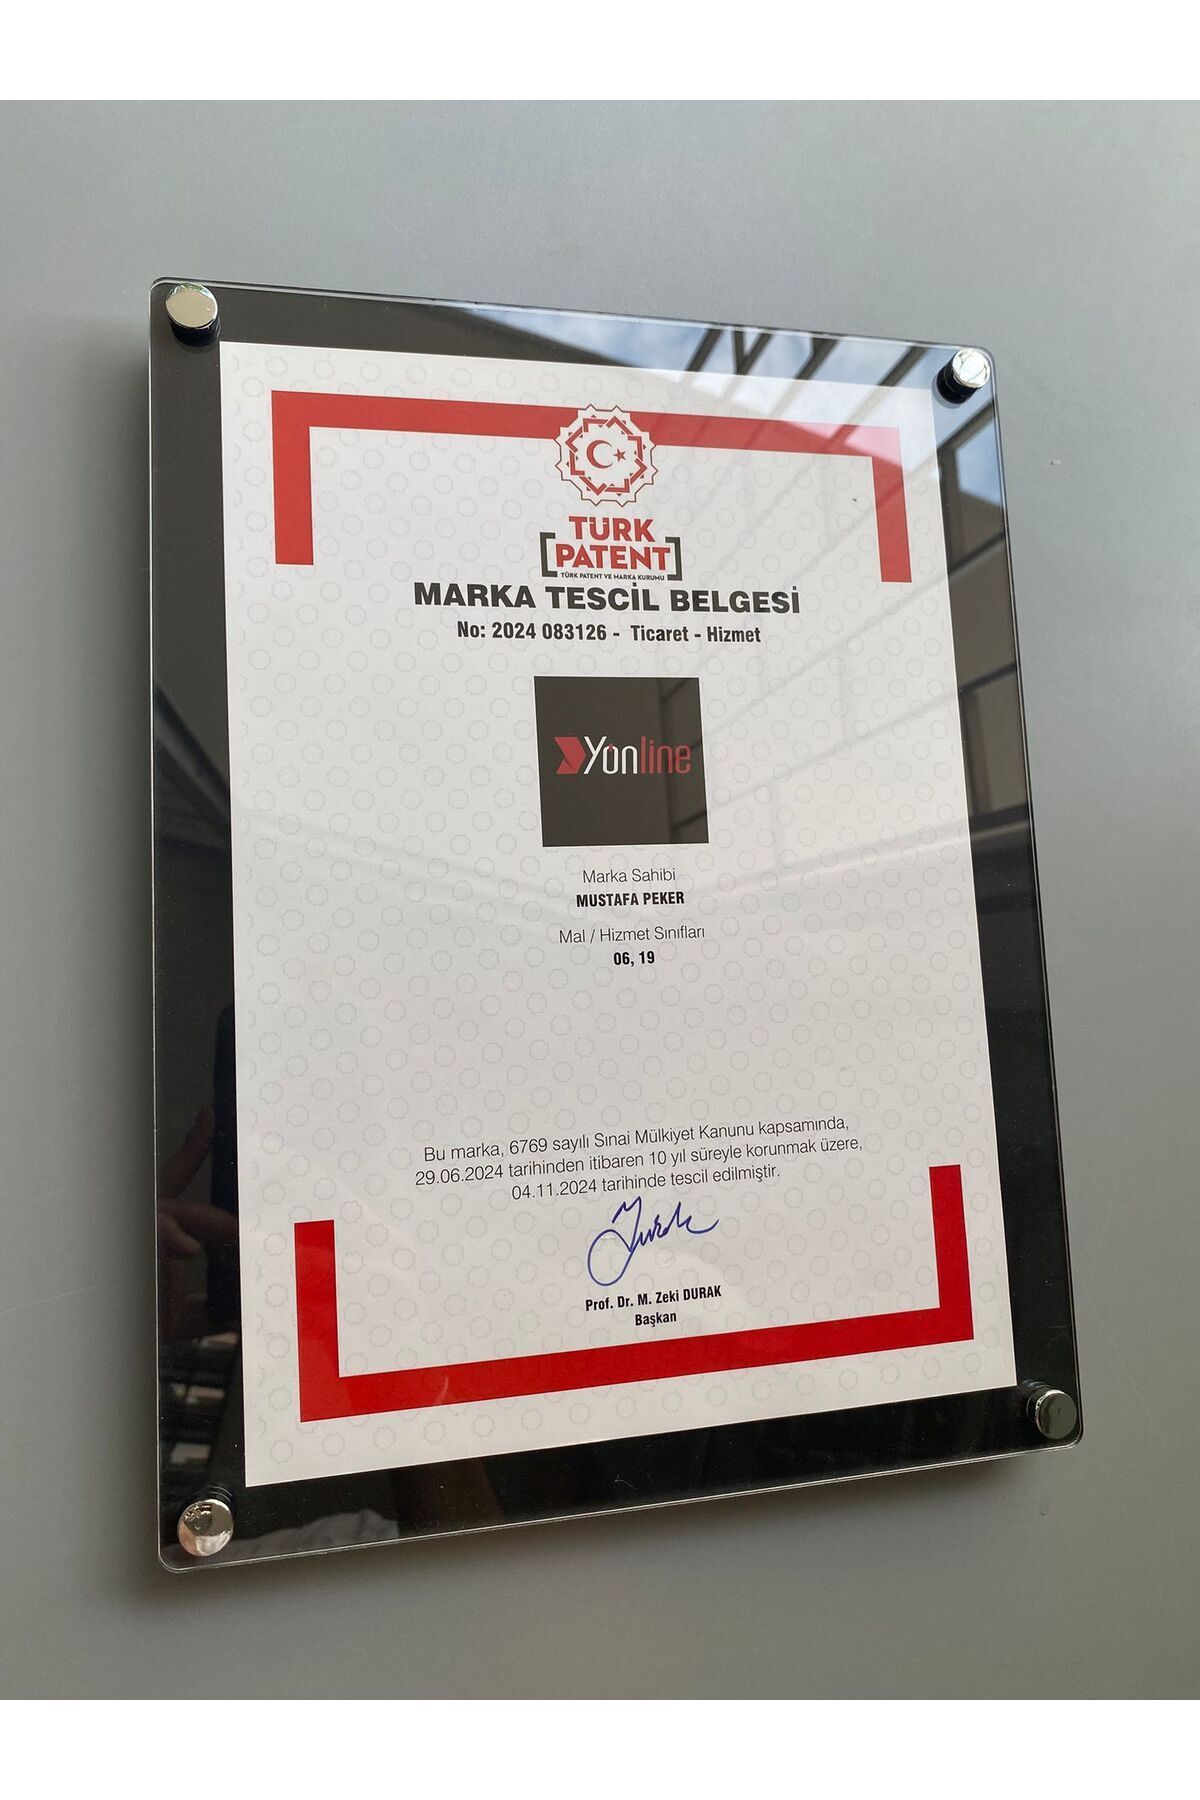 TÜRK
PATENT
TÜRK PATENT VE MARKA KURUMU
MARKA TESCİL BELGESİ
No: 2024 083126 - Ticaret - Hizmet
Yönline
Marka Sahibi
MUSTAFA PEKER
Mal / Hizmet Sınıfları
06, 19
Bu marka, 6769 sayılı Sınai Mülkiyet Kanunu kapsamında,
29.06.2024 tarihinden itibaren 10 yıl süreyle korunmak üzere,
04.11.2024 tarihinde tescil edilmiştir.
Prof. Dr. M. Zeki DURAK
Başkan